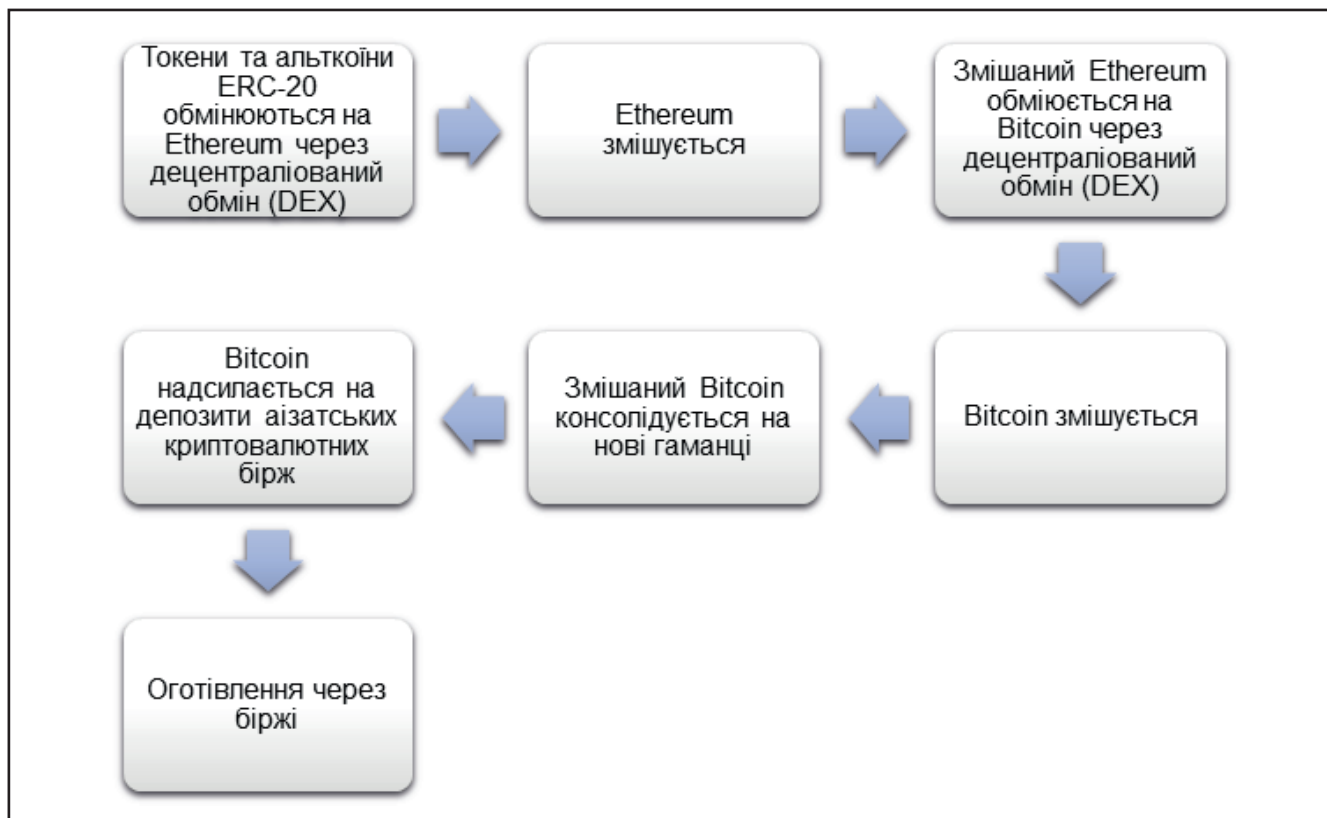 Токени та альткоїни
ERC-20
обмінюються на
Ethereum через
децентраліований
обмін (DEX)
Ethereum
змішується
Змішаний Ethereum
обміюється на
Bitcoin через
децентраліований
обмін (DEX)
Bitcoin змішується
Змішаний Bitcoin
консолідується на
нові гаманці
Bitcoin
надсилається на
депозити аізатських
криптовалютних
бірж
Оготівлення через
біржі